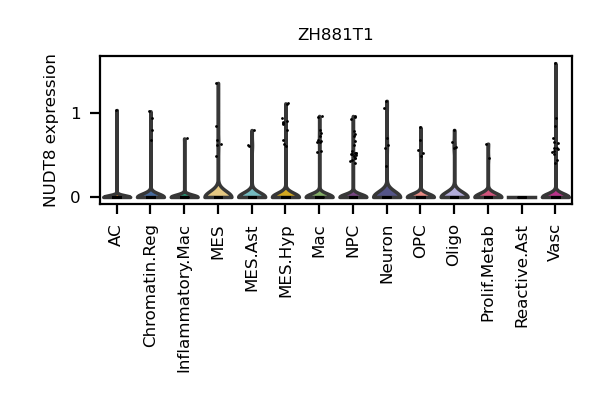 ZH881T1
NUDT8 expression
1
0
AC
Chromatin.Reg
Inflammatory.Mac
MES
MES.Ast
MES.Hyp
Mac
NPC
Neuron
OPC
Oligo
Prolif.Metab
Reactive.Ast
Vasc